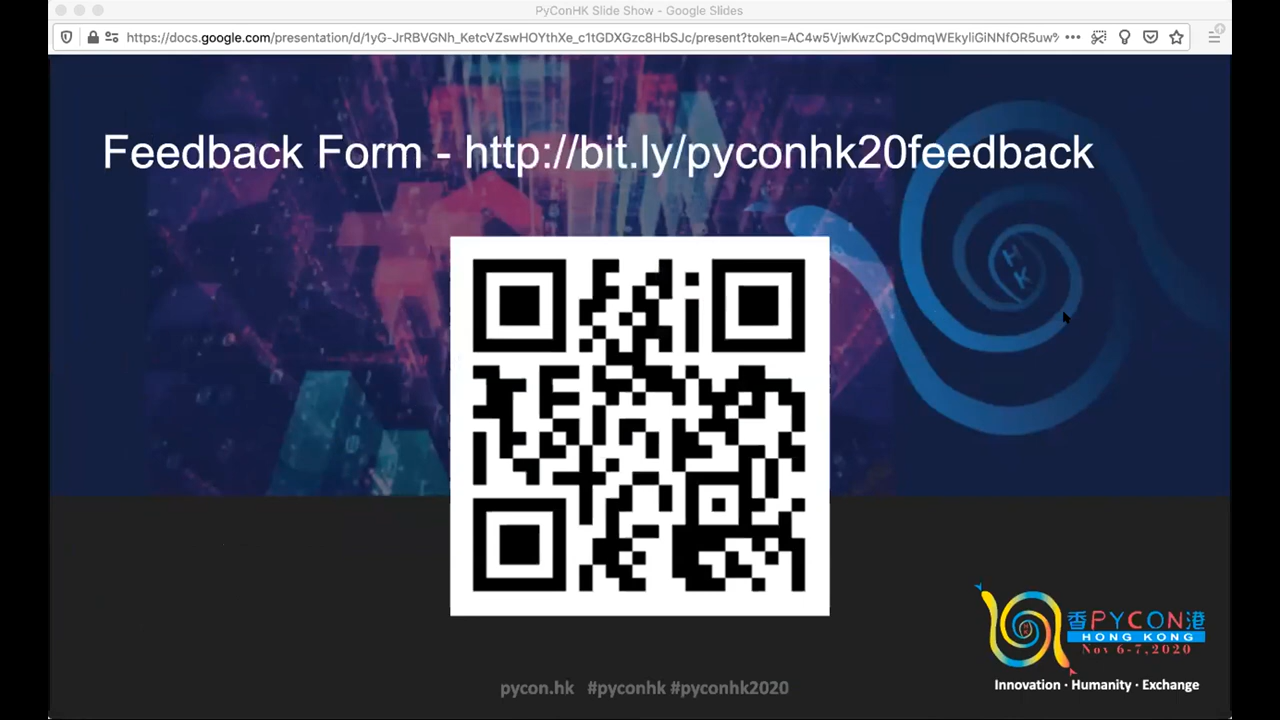 PyConHK Slide Show - Google Slides
https://docs.google.com/presentation/d/1yG-JrRBVGNh_KetcVZswHOYthXe_c1tGDXGzc8HbSJc/present?token=AC4w5VjwKwzCpC9dmqWEkyliGiNNfOR5uw%
Feedback Form - http://bit.ly/pyconhk20feedback
HK
香PYCON港
HONG KONG
Nov 6-7,2020
Innovation · Humanity · Exchange
pycon.hk #pyconhk #pyconhk2020